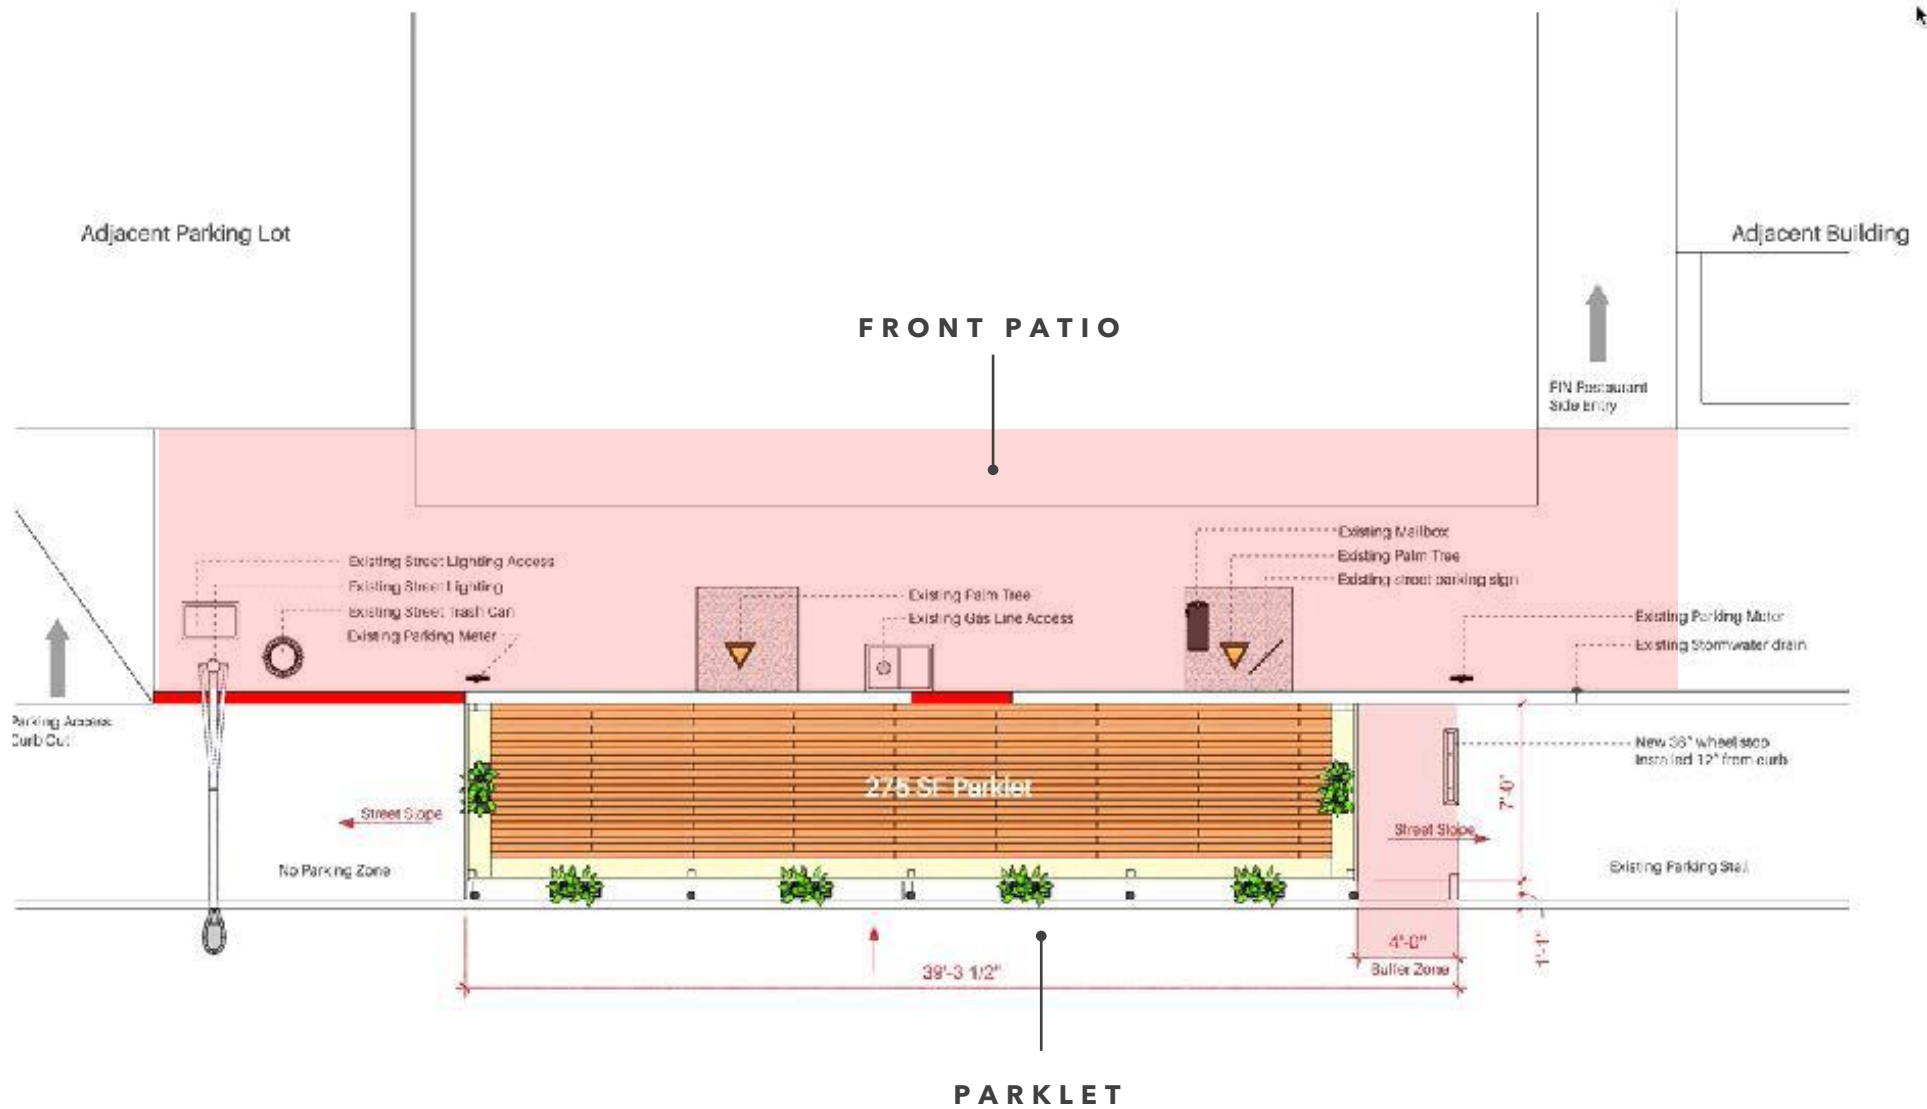 Adjacent Parking Lot
Adjacent Building
FRONT PATIO
FIN Restaurant
Side Entry
Existing Mailbox
Existing Palm Tree
Existing street parking sign
Existing Street Lighting Access
Existing Street Lighting
Existing Street Trash Can
Existing Parking Meter
Existing Palm Tree
Existing Gas Line Access
Existing Parking Meter
Existing Stormwater drain
Parking Access
Curb Cut
New 36" wheel stop
Installed 12" from curb
275 SF Parklet
7'-0"
Street Slope
Street Slope
No Parking Zone
Existing Parking Stall
4'-0"
Buffer Zone
1'-1"
39'-3 1/2"
PARKLET